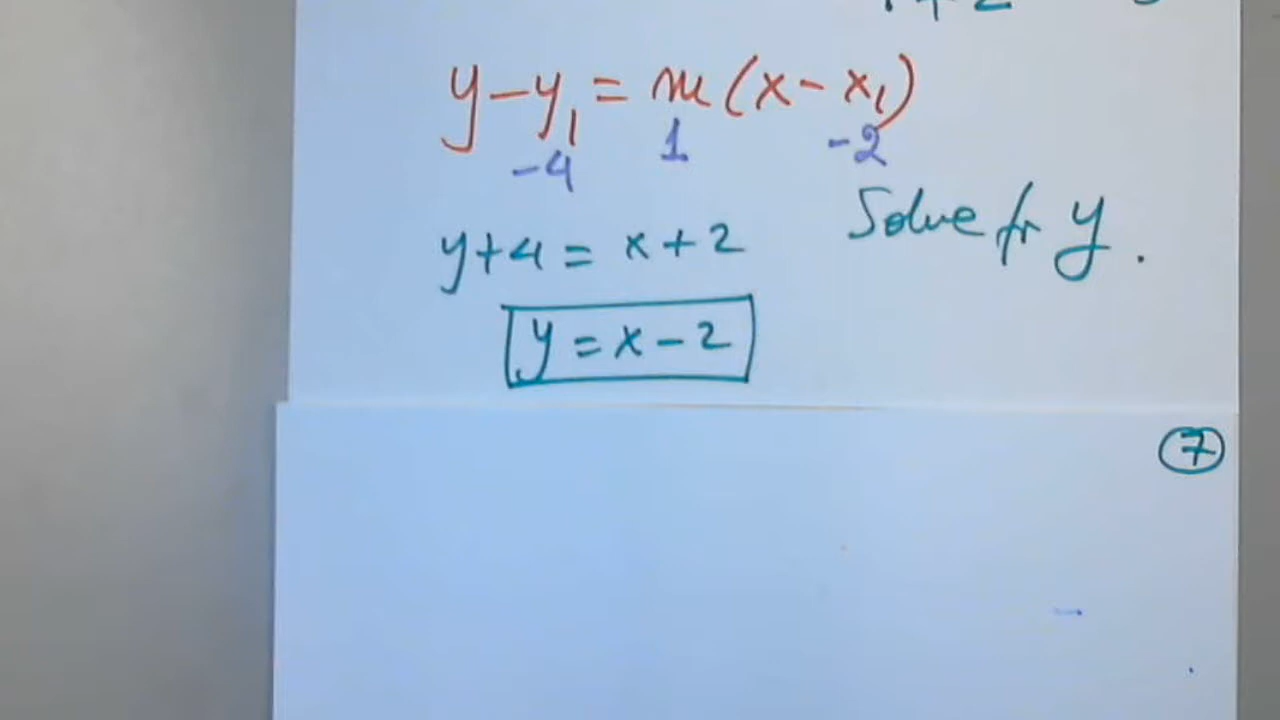 y-y₁ = m(x-x₁)
-4 1 -2
y+4 = x+2 Solve for y.
y = x-2
7